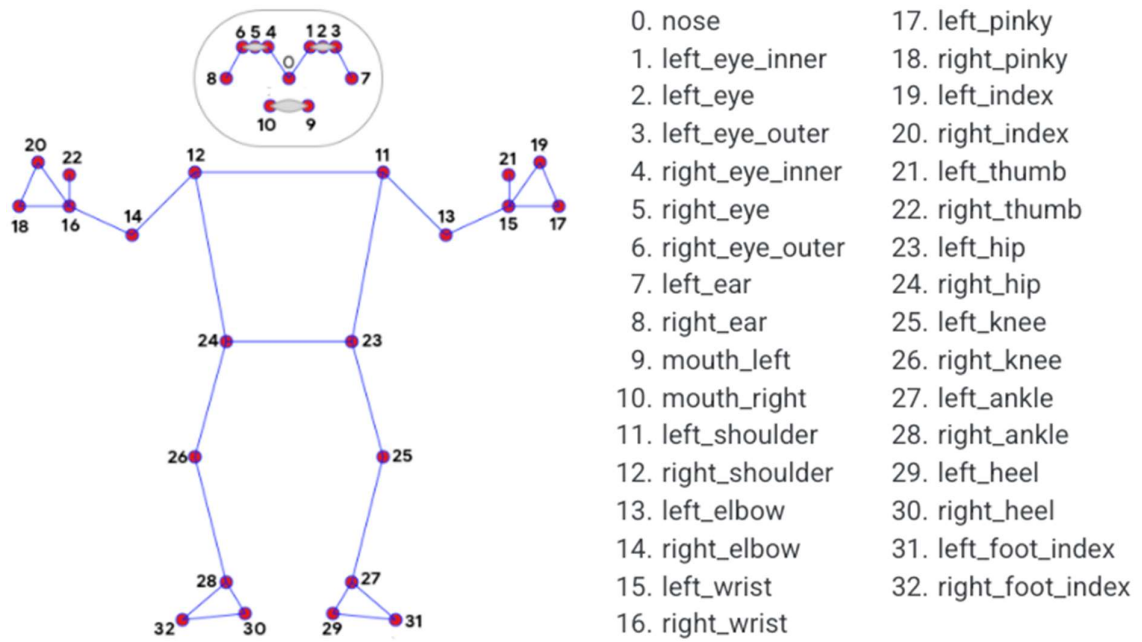 6 5 4 1 2 3
0
8 7
10 9
20 22 12 11 21 19
18 16 14 13 15 17
24 23
26 25
28 27
32 30 29 31
0. nose
1. left_eye_inner
2. left_eye
3. left_eye_outer
4. right_eye_inner
5. right_eye
6. right_eye_outer
7. left_ear
8. right_ear
9. mouth_left
10. mouth_right
11. left_shoulder
12. right_shoulder
13. left_elbow
14. right_elbow
15. left_wrist
16. right_wrist
17. left_pinky
18. right_pinky
19. left_index
20. right_index
21. left_thumb
22. right_thumb
23. left_hip
24. right_hip
25. left_knee
26. right_knee
27. left_ankle
28. right_ankle
29. left_heel
30. right_heel
31. left_foot_index
32. right_foot_index